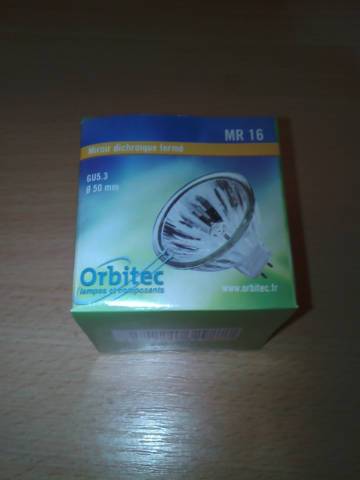 MR 16
Miroir dichroïque fermé
GU5.3
ø 50 mm
Orbitec
lampes et composants
www.orbitec.fr